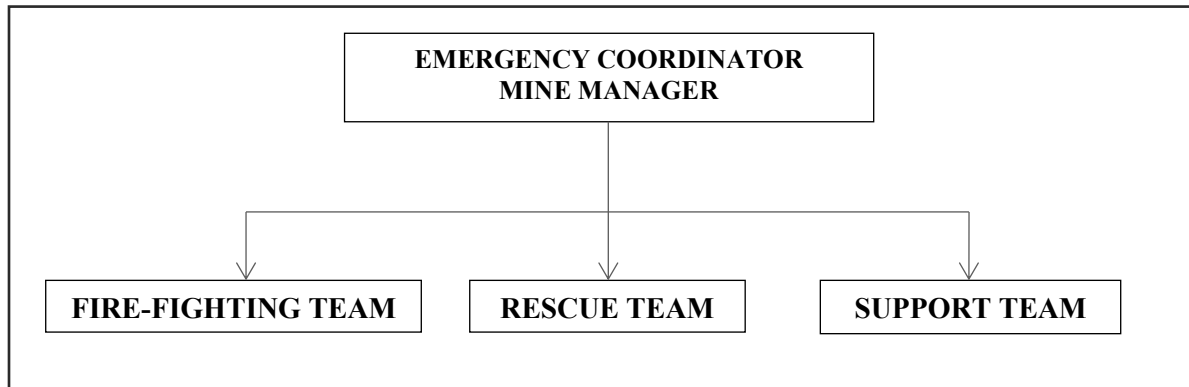 EMERGENCY COORDINATOR
MINE MANAGER
FIRE-FIGHTING TEAM
RESCUE TEAM
SUPPORT TEAM